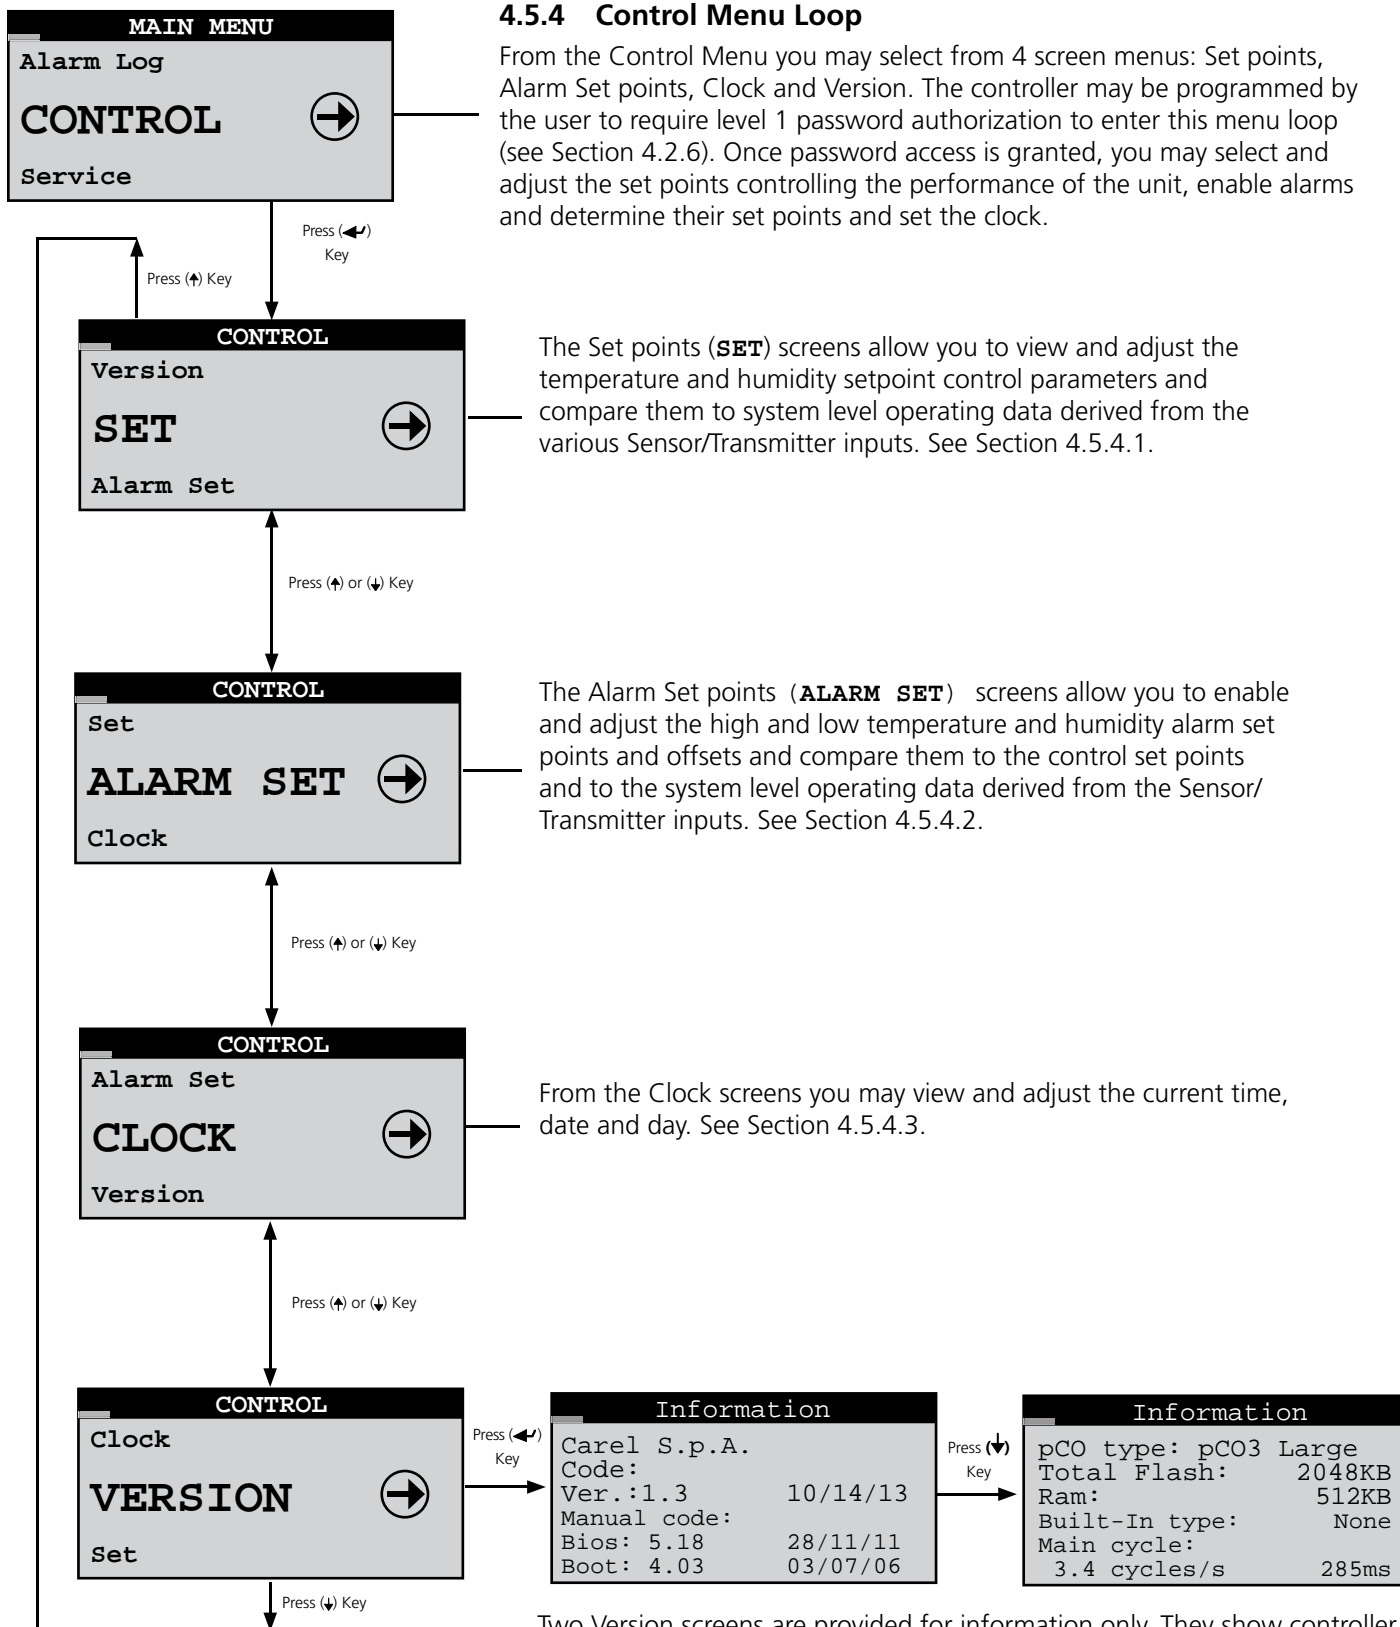 MAIN MENU
Alarm Log
CONTROL
Service
4.5.4 Control Menu Loop
From the Control Menu you may select from 4 screen menus: Set points,
Alarm Set points, Clock and Version. The controller may be programmed by
the user to require level 1 password authorization to enter this menu loop
(see Section 4.2.6). Once password access is granted, you may select and
adjust the set points controlling the performance of the unit, enable alarms
and determine their set points and set the clock.
Press (↵)
Key
Press (↑) Key
CONTROL
Version
SET
Alarm Set
The Set points (SET) screens allow you to view and adjust the
temperature and humidity setpoint control parameters and
compare them to system level operating data derived from the
various Sensor/Transmitter inputs. See Section 4.5.4.1.
Press (↑) or (↓) Key
CONTROL
Set
ALARM SET
Clock
The Alarm Set points (ALARM SET) screens allow you to enable
and adjust the high and low temperature and humidity alarm set
points and offsets and compare them to the control set points
and to the system level operating data derived from the Sensor/
Transmitter inputs. See Section 4.5.4.2.
Press (↑) or (↓) Key
CONTROL
Alarm Set
CLOCK
Version
From the Clock screens you may view and adjust the current time,
date and day. See Section 4.5.4.3.
Press (↑) or (↓) Key
CONTROL
Clock
VERSION
Set
Press (↵)
Key
Information
Carel S.p.A.
Code:
Ver.:1.3 10/14/13
Manual code:
Bios: 5.18 28/11/11
Boot: 4.03 03/07/06
Press (↓)
Key
Information
pCO type: pCO3 Large
Total Flash: 2048KB
Ram: 512KB
Built-In type: None
Main cycle:
3.4 cycles/s 285ms
Press (↓) Key
Two Version screens are provided for information only. They show controller